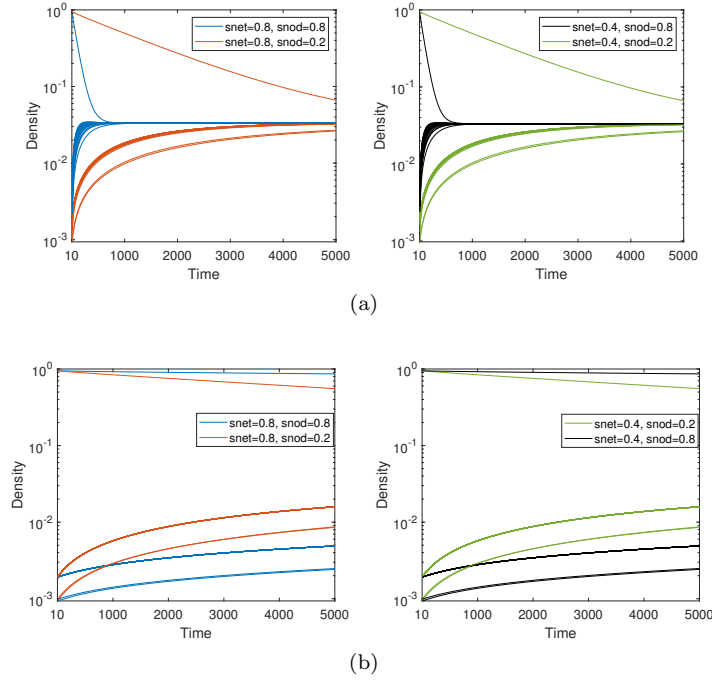 10^0
10^-1
10^-2
10^-3
Density
10 1000 2000 3000 4000 5000
Time
snet=0.8, snod=0.8
snet=0.8, snod=0.2
10^0
10^-1
10^-2
10^-3
Density
10 1000 2000 3000 4000 5000
Time
snet=0.4, snod=0.8
snet=0.4, snod=0.2
(a)
10^0
10^-1
10^-2
10^-3
Density
10 1000 2000 3000 4000 5000
Time
snet=0.8, snod=0.8
snet=0.8, snod=0.2
10^0
10^-1
10^-2
10^-3
Density
10 1000 2000 3000 4000 5000
Time
snet=0.4, snod=0.2
snet=0.4, snod=0.8
(b)